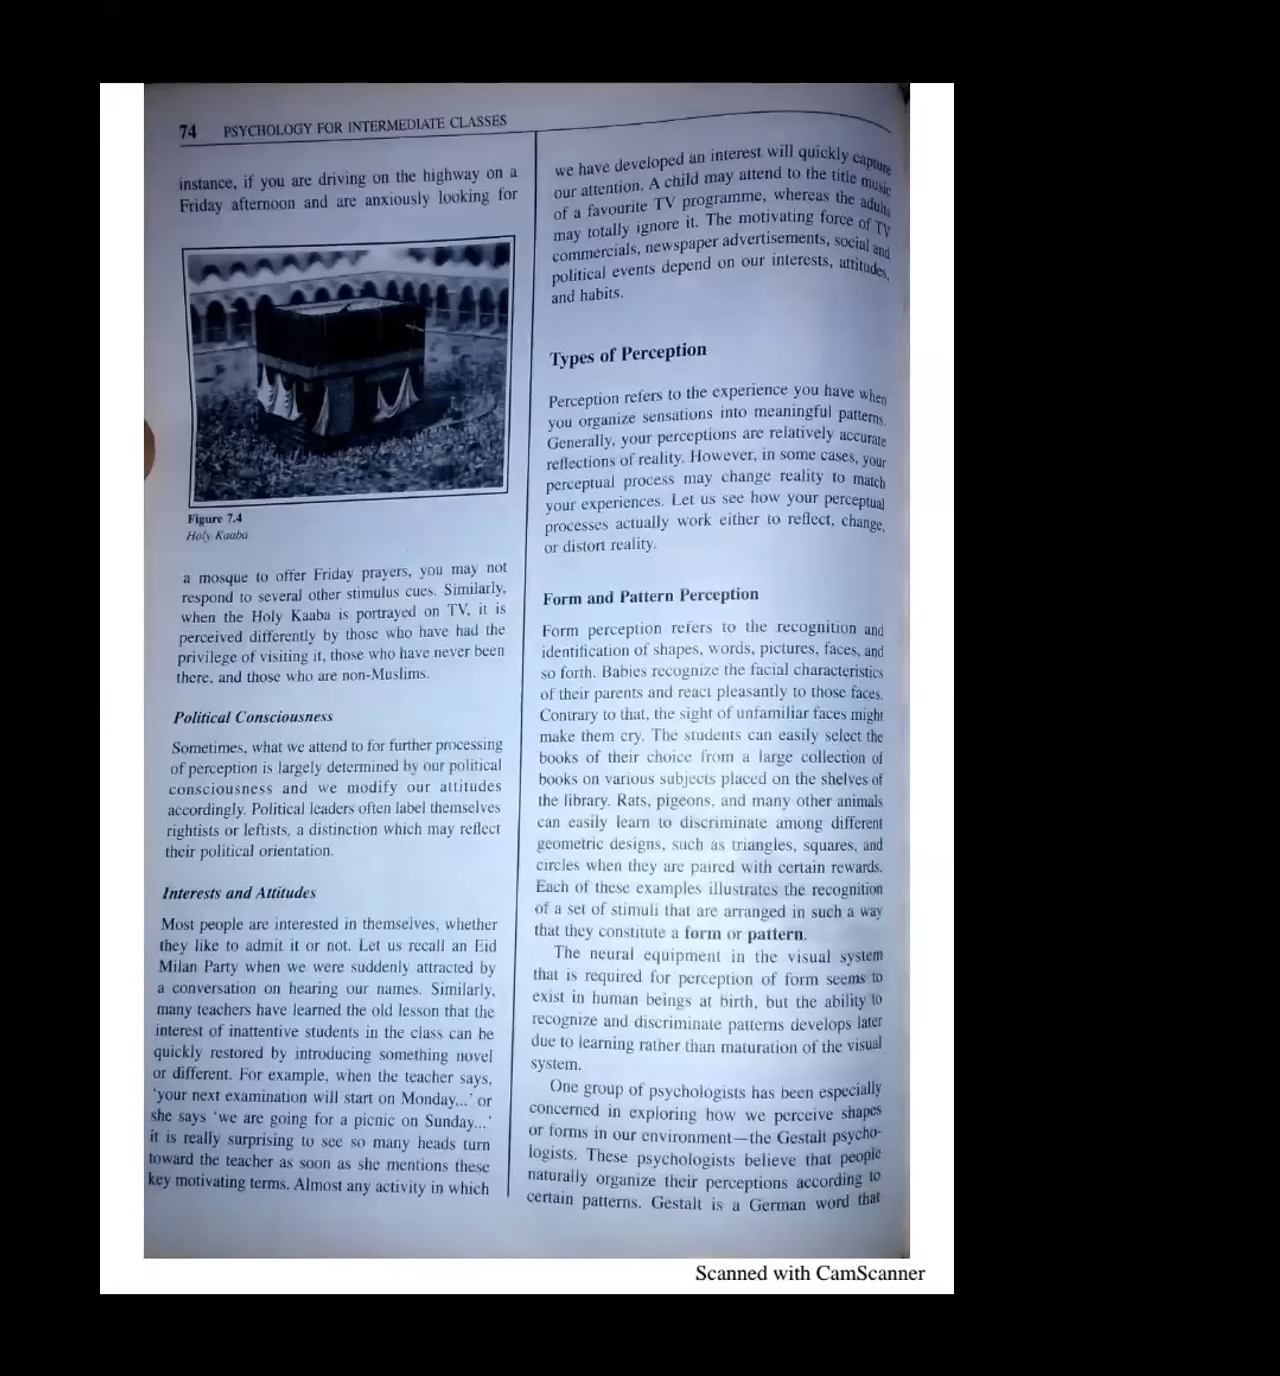 74 PSYCHOLOGY FOR INTERMEDIATE CLASSES
instance, if you are driving on the highway on a
Friday afternoon and are anxiously looking for
Figure 7.4
Holy Kaaba
a mosque to offer Friday prayers, you may not
respond to several other stimulus cues. Similarly,
when the Holy Kaaba is portrayed on TV, it is
perceived differently by those who have had the
privilege of visiting it, those who have never been
there, and those who are non-Muslims.
Political Consciousness
Sometimes, what we attend to for further processing
of perception is largely determined by our political
consciousness and we modify our attitudes
accordingly. Political leaders often label themselves
rightists or leftists, a distinction which may reflect
their political orientation.
Interests and Attitudes
Most people are interested in themselves, whether
they like to admit it or not. Let us recall an Eid
Milan Party when we were suddenly attracted by
a conversation on hearing our names. Similarly,
many teachers have learned the old lesson that the
interest of inattentive students in the class can be
quickly restored by introducing something novel
or different. For example, when the teacher says,
'your next examination will start on Monday...' or
she says 'we are going for a picnic on Sunday...'
it is really surprising to see so many heads turn
toward the teacher as soon as she mentions these
key motivating terms. Almost any activity in which
we have developed an interest will quickly capture
our attention. A child may attend to the title music
of a favourite TV programme, whereas the adults
may totally ignore it. The motivating force of TV
commercials, newspaper advertisements, social and
political events depend on our interests, attitudes,
and habits.
Types of Perception
Perception refers to the experience you have when
you organize sensations into meaningful patterns.
Generally, your perceptions are relatively accurate
reflections of reality. However, in some cases, your
perceptual process may change reality to match
your experiences. Let us see how your perceptual
processes actually work either to reflect, change,
or distort reality.
Form and Pattern Perception
Form perception refers to the recognition and
identification of shapes, words, pictures, faces, and
so forth. Babies recognize the facial characteristics
of their parents and react pleasantly to those faces.
Contrary to that, the sight of unfamiliar faces might
make them cry. The students can easily select the
books of their choice from a large collection of
books on various subjects placed on the shelves of
the library. Rats, pigeons, and many other animals
can easily learn to discriminate among different
geometric designs, such as triangles, squares, and
circles when they are paired with certain rewards.
Each of these examples illustrates the recognition
of a set of stimuli that are arranged in such a way
that they constitute a form or pattern.
The neural equipment in the visual system
that is required for perception of form seems to
exist in human beings at birth, but the ability to
recognize and discriminate patterns develops later
due to learning rather than maturation of the visual
system.
One group of psychologists has been especially
concerned in exploring how we perceive shapes
or forms in our environment—the Gestalt psycho-
logists. These psychologists believe that people
naturally organize their perceptions according to
certain patterns. Gestalt is a German word that
Scanned with CamScanner